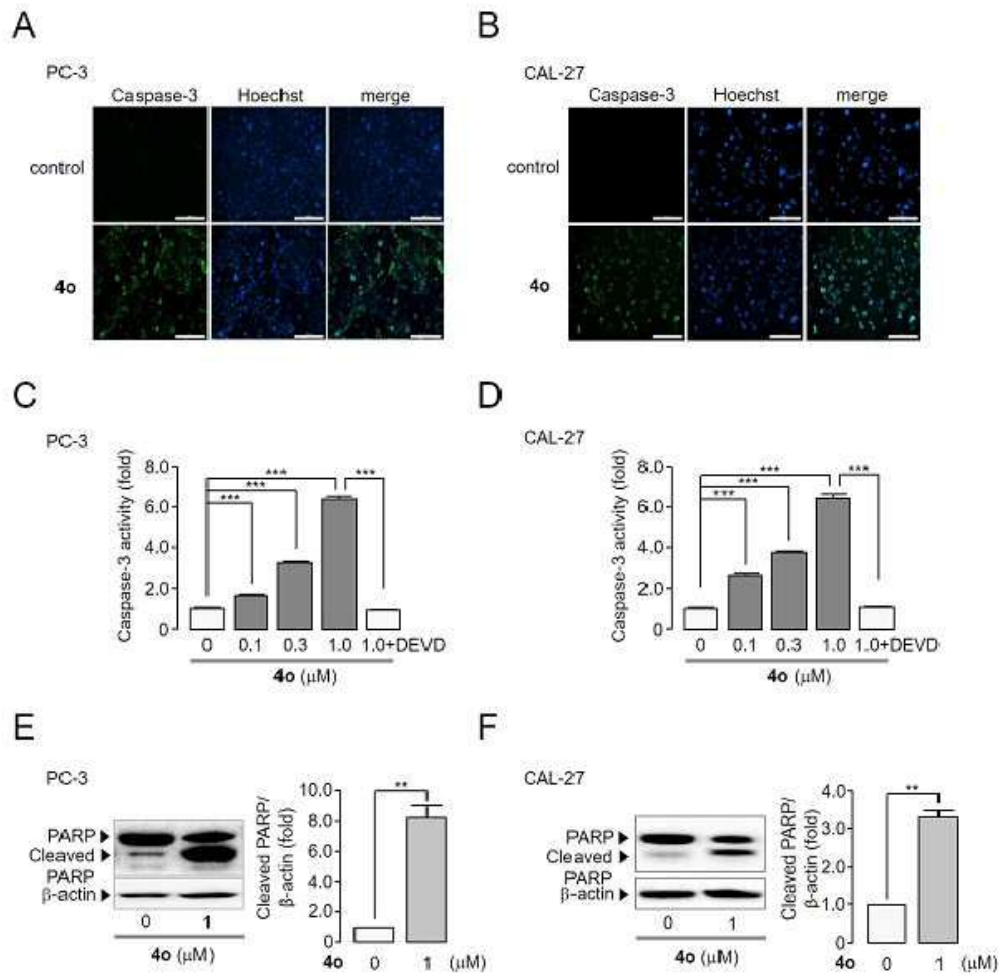 A
PC-3
Caspase-3 Hoechst merge
control
4o
B
CAL-27
Caspase-3 Hoechst merge
control
4o
C
PC-3
Caspase-3 activity (fold)
8.0
6.0
4.0
2.0
0
***
***
***
***
0 0.1 0.3 1.0 1.0+DEVD
4o (μM)
D
CAL-27
Caspase-3 activity (fold)
8.0
6.0
4.0
2.0
0
***
***
***
***
0 0.1 0.3 1.0 1.0+DEVD
4o (μM)
E
PC-3
PARP
Cleaved
PARP
β-actin
0 1
4o (μM)
Cleaved PARP/
β-actin (fold)
10.0
8.0
6.0
4.0
2.0
0
**
4o 0 1 (μM)
F
CAL-27
PARP
Cleaved
PARP
β-actin
0 1
4o (μM)
Cleaved PARP/
β-actin (fold)
4.0
3.0
2.0
1.0
0
**
4o 0 1 (μM)